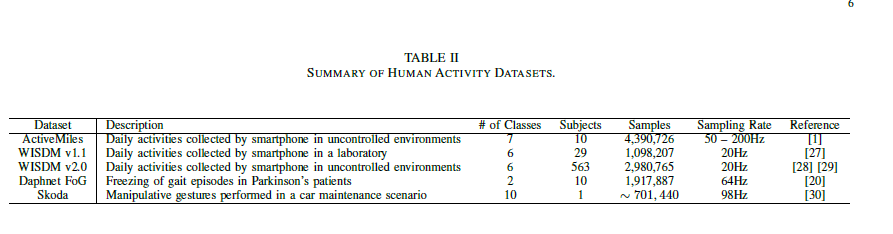 6
TABLE II
SUMMARY OF HUMAN ACTIVITY DATASETS.
Dataset Description # of Classes Subjects Samples Sampling Rate Reference
ActiveMiles Daily activities collected by smartphone in uncontrolled environments 7 10 4,390,726 50 – 200Hz [1]
WISDM v1.1 Daily activities collected by smartphone in a laboratory 6 29 1,098,207 20Hz [27]
WISDM v2.0 Daily activities collected by smartphone in uncontrolled environments 6 563 2,980,765 20Hz [28] [29]
Daphnet FoG Freezing of gait episodes in Parkinson's patients 2 10 1,917,887 64Hz [20]
Skoda Manipulative gestures performed in a car maintenance scenario 10 1 ~ 701, 440 98Hz [30]